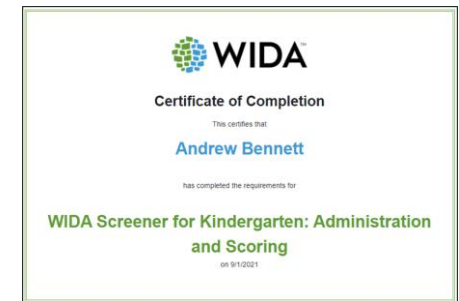 WIDA
Certificate of Completion
This certifies that
Andrew Bennett
has completed the requirements for
WIDA Screener for Kindergarten: Administration
and Scoring
on 9/1/2021